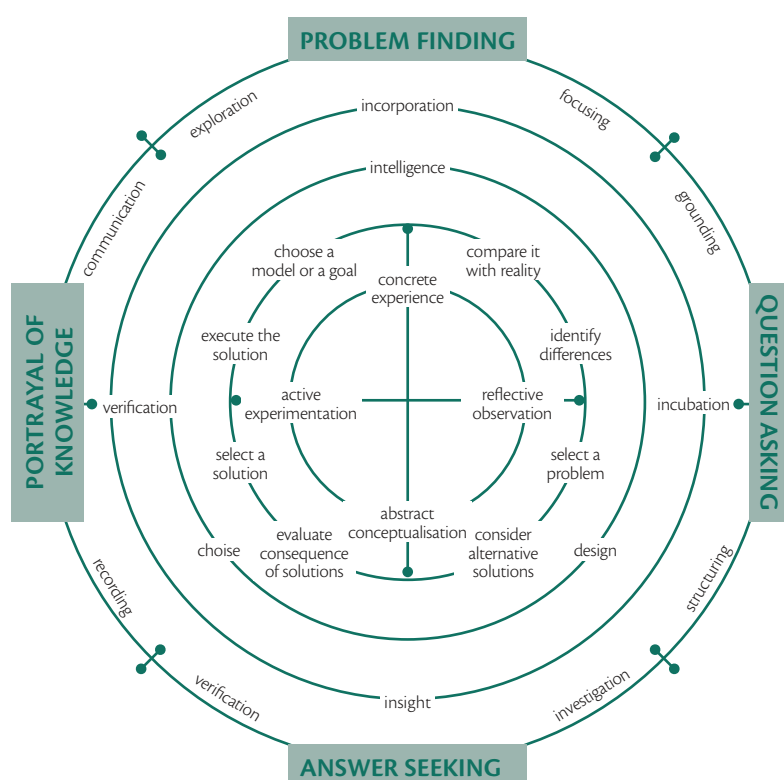 PROBLEM FINDING
exploration
focusing
incorporation
communication
grounding
intelligence
choose a
model or a goal
compare it
with reality
concrete
experience
PORTRAYAL OF
KNOWLEDGE
QUESTION ASKING
execute the
solution
identify
differences
verification
active
experimentation
reflective
observation
incubation
select a
solution
select a
problem
abstract
conceptualisation
choise
evaluate
consequence
of solutions
consider
alternative
solutions
design
recording
structuring
verification
insight
investigation
ANSWER SEEKING